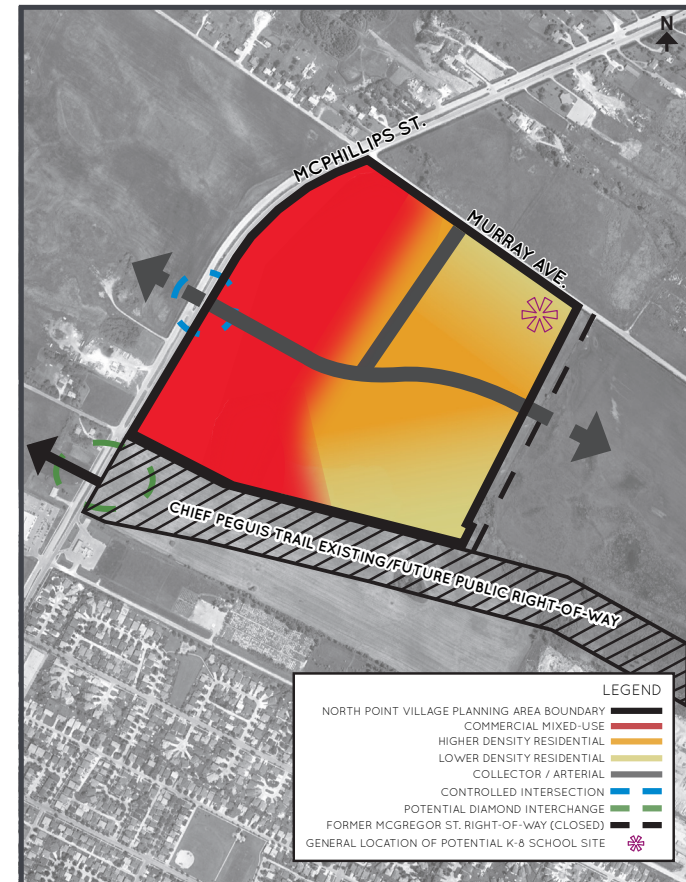 N
MCPHILLIPS ST.
MURRAY AVE.
CHIEF PEGUIS TRAIL EXISTING/FUTURE PUBLIC RIGHT-OF-WAY
LEGEND
NORTH POINT VILLAGE PLANNING AREA BOUNDARY
COMMERCIAL MIXED-USE
HIGHER DENSITY RESIDENTIAL
LOWER DENSITY RESIDENTIAL
COLLECTOR / ARTERIAL
CONTROLLED INTERSECTION
POTENTIAL DIAMOND INTERCHANGE
FORMER MCGREGOR ST. RIGHT-OF-WAY (CLOSED)
GENERAL LOCATION OF POTENTIAL K-8 SCHOOL SITE